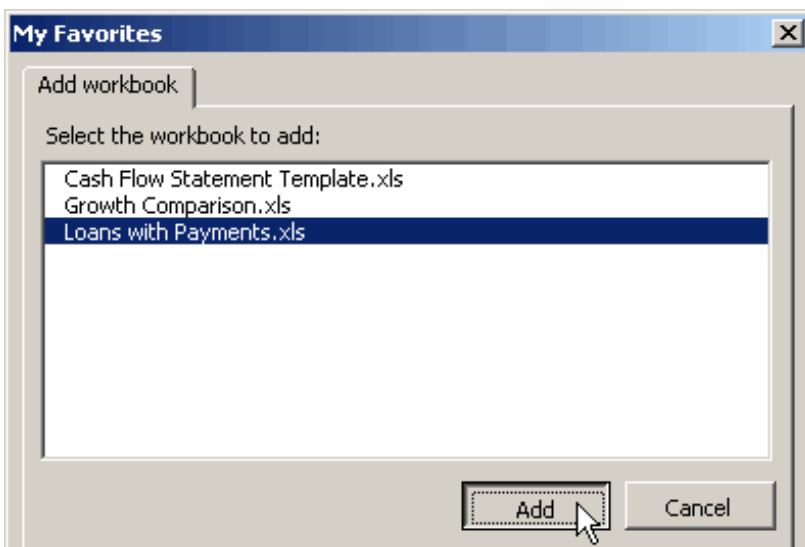 My Favorites
Add workbook
Select the workbook to add:
Cash Flow Statement Template.xls
Growth Comparison.xls
Loans with Payments.xls
Add
Cancel